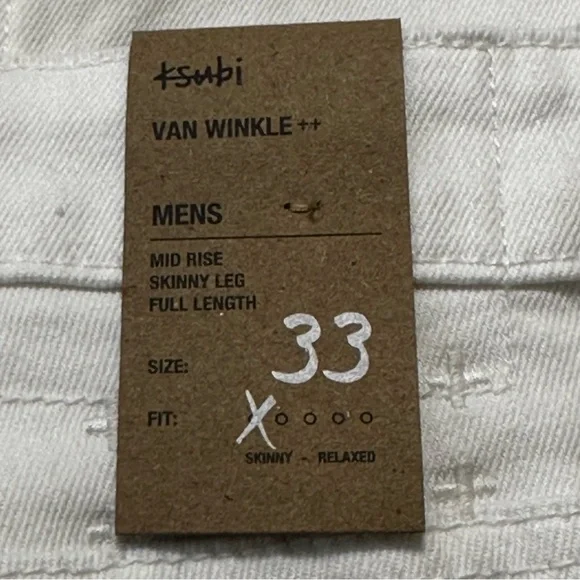 ksubi
VAN WINKLE ++
MENS
MID RISE
SKINNY LEG
FULL LENGTH
SIZE: 33
FIT: X O O O O
SKINNY - RELAXED